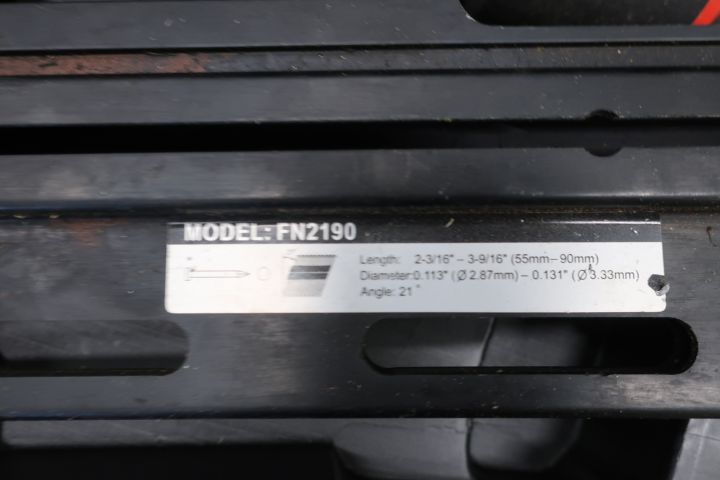 MODEL: FN2190
Length: 2-3/16" – 3-9/16" (55mm– 90mm)
Diameter:0.113" (Ø 2.87mm) – 0.131" (Ø 3.33mm)
Angle: 21°